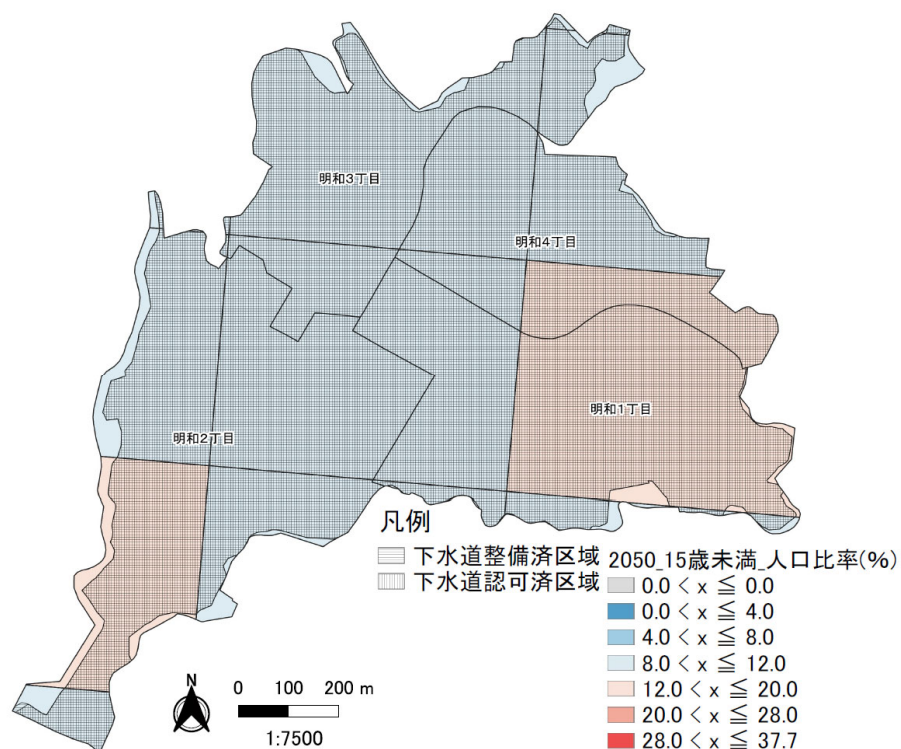 明和3丁目
明和4丁目
明和1丁目
明和2丁目
凡例
下水道整備済区域
下水道認可済区域
2050_15歳未満_人口比率(%)
0.0 < x ≦ 0.0
0.0 < x ≦ 4.0
4.0 < x ≦ 8.0
8.0 < x ≦ 12.0
12.0 < x ≦ 20.0
20.0 < x ≦ 28.0
28.0 < x ≦ 37.7
N
0 100 200 m
1:7500